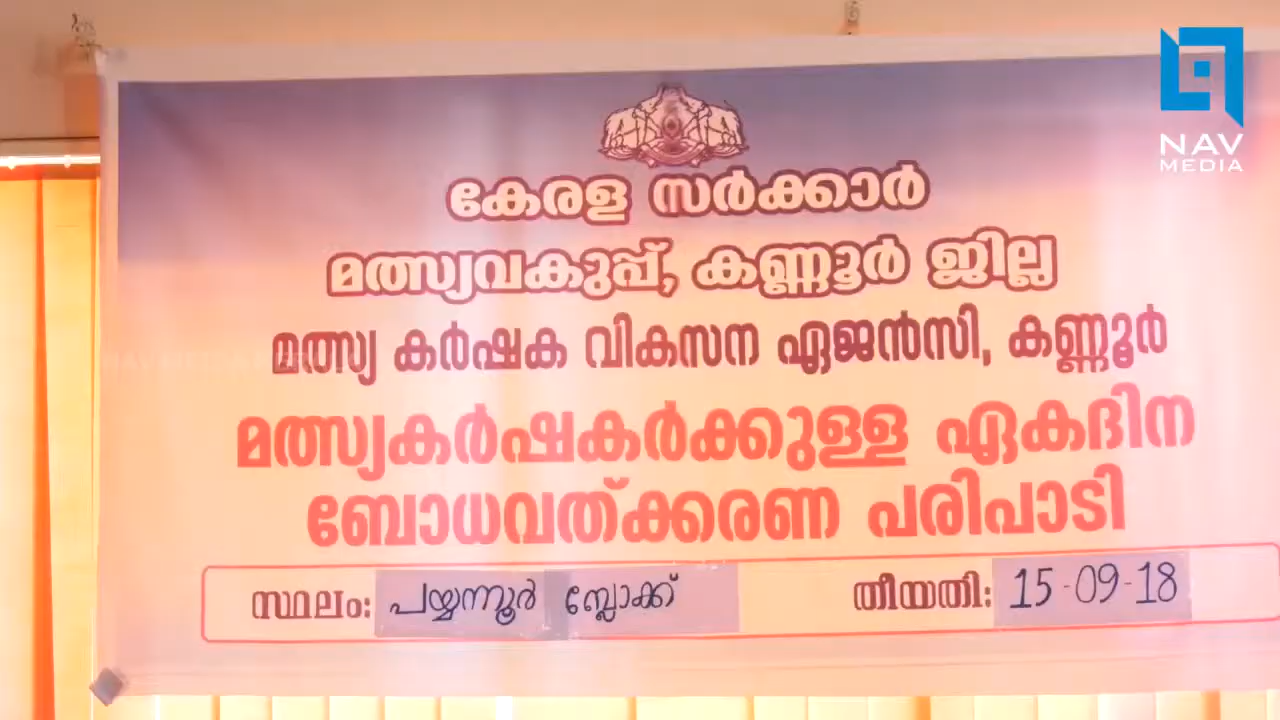 NAV
MEDIA
കേരള സർക്കാർ
മത്സ്യവകുപ്പ്, കണ്ണൂർ ജില്ല
മത്സ്യ കർഷക വികസന ഏജൻസി, കണ്ണൂർ
മത്സ്യകർഷകർക്കുള്ള ഏകദിന
ബോധവത്ക്കരണ പരിപാടി
സ്ഥലം: പയ്യന്നൂർ ബ്ലോക്ക് തീയതി: 15-09-18